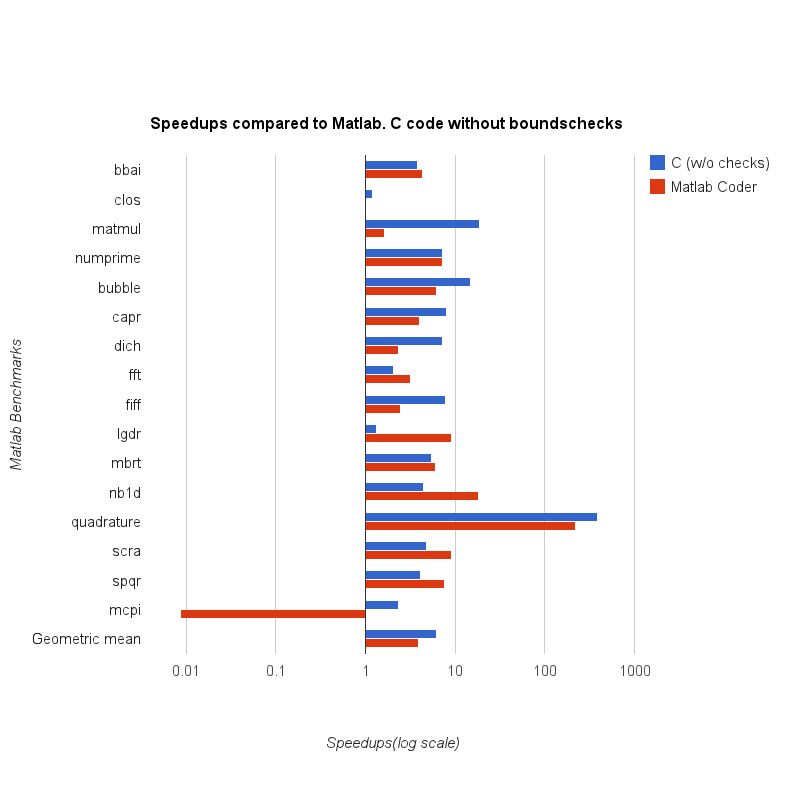 Speedups compared to Matlab. C code without boundschecks
C (w/o checks)
Matlab Coder
Matlab Benchmarks
bbai
clos
matmul
numprime
bubble
capr
dich
fft
fiff
lgdr
mbrt
nb1d
quadrature
scra
spqr
mcpi
Geometric mean
0.01
0.1
1
10
100
1000
Speedups(log scale)